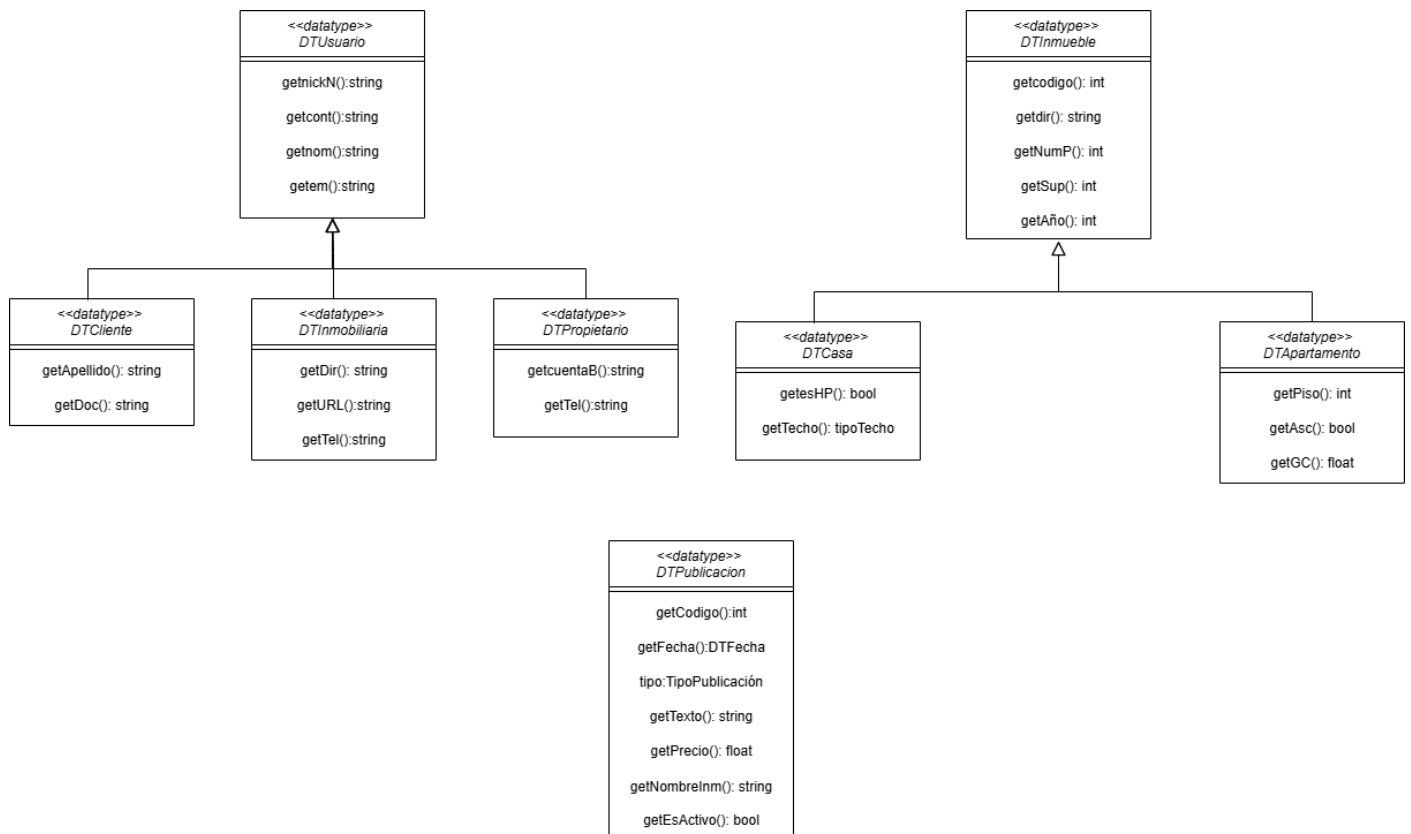 <<datatype>>
DTUsuario
getnickN():string
getcont():string
getnom():string
getem():string
<<datatype>>
DTInmueble
getcodigo(): int
getdir(): string
getNumP(): int
getSup(): int
getAño(): int
<<datatype>>
DTCliente
getApellido(): string
getDoc(): string
<<datatype>>
DTInmobiliaria
getDir(): string
getURL():string
getTel():string
<<datatype>>
DTPropietario
getcuentaB():string
getTel():string
<<datatype>>
DTCasa
getesHP(): bool
getTecho(): tipoTecho
<<datatype>>
DTApartamento
getPiso(): int
getAsc(): bool
getGC(): float
<<datatype>>
DTPublicacion
getCodigo():int
getFecha():DTFecha
tipo:TipoPublicación
getTexto(): string
getPrecio(): float
getNombreInm(): string
getEsActivo(): bool